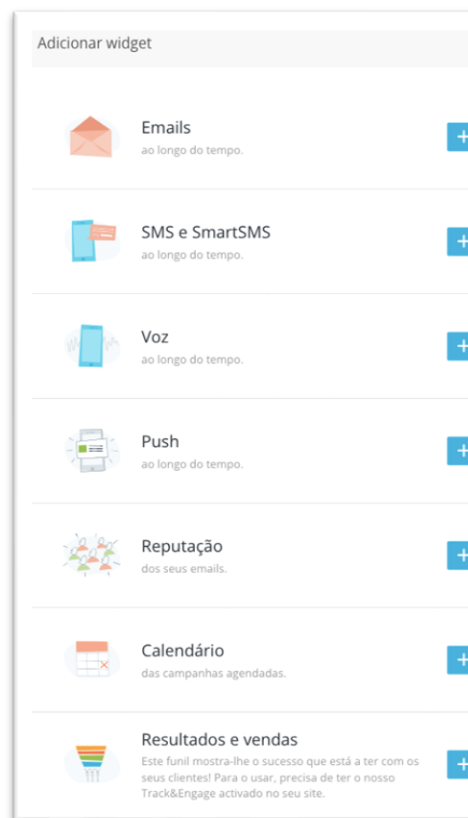 Adicionar widget
Emails
ao longo do tempo.
SMS e SmartSMS
ao longo do tempo.
Voz
ao longo do tempo.
Push
ao longo do tempo.
Reputação
dos seus emails.
Calendário
das campanhas agendadas.
Resultados e vendas
Este funil mostra-lhe o sucesso que está a ter com os
seus clientes! Para o usar, precisa de ter o nosso
Track&Engage activado no seu site.